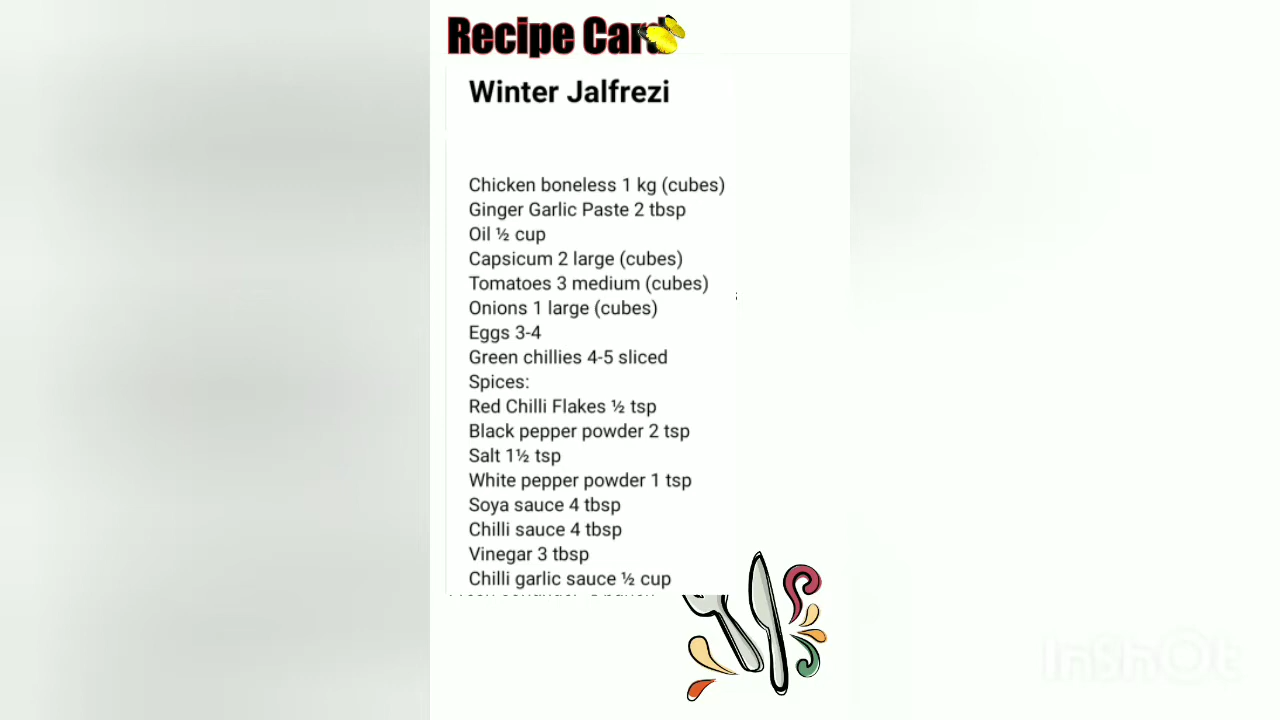 Recipe Card
Winter Jalfrezi
Chicken boneless 1 kg (cubes)
Ginger Garlic Paste 2 tbsp
Oil ½ cup
Capsicum 2 large (cubes)
Tomatoes 3 medium (cubes)
Onions 1 large (cubes)
Eggs 3-4
Green chillies 4-5 sliced
Spices:
Red Chilli Flakes ½ tsp
Black pepper powder 2 tsp
Salt 1½ tsp
White pepper powder 1 tsp
Soya sauce 4 tbsp
Chilli sauce 4 tbsp
Vinegar 3 tbsp
Chilli garlic sauce ½ cup
InShOt